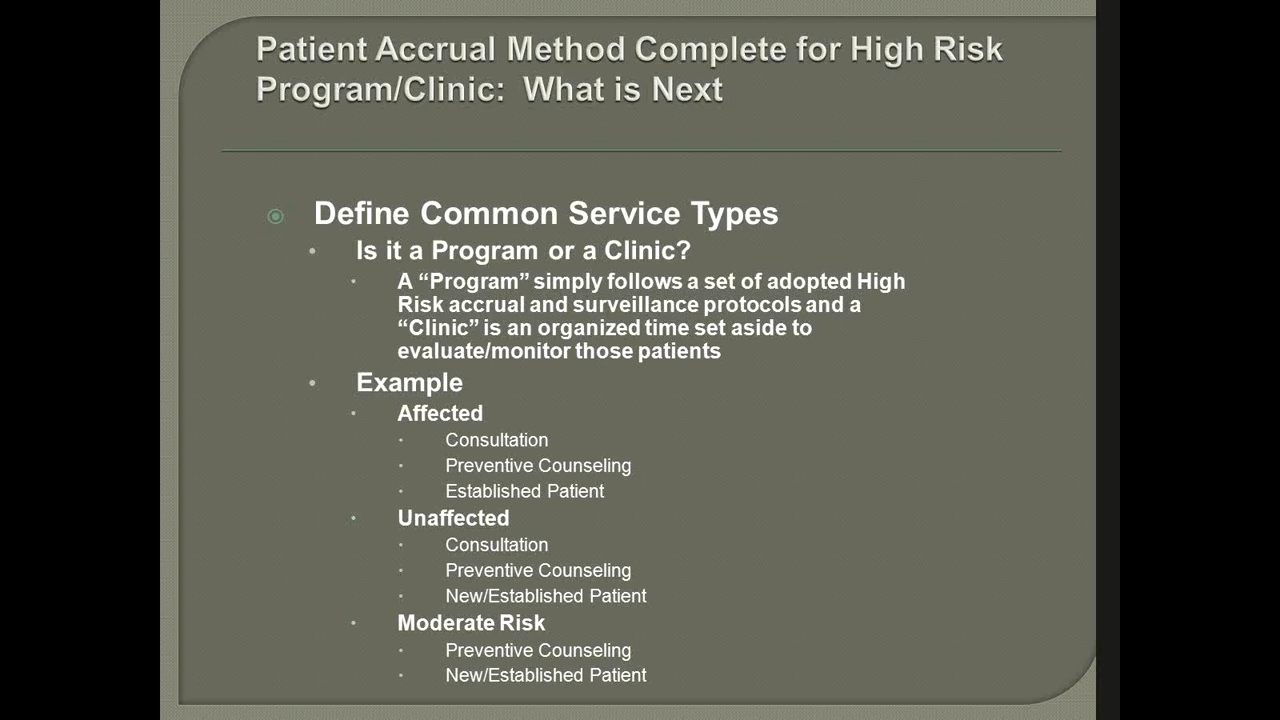 Patient Accrual Method Complete for High Risk
Program/Clinic: What is Next
Define Common Service Types
Is it a Program or a Clinic?
A “Program” simply follows a set of adopted High
Risk accrual and surveillance protocols and a
“Clinic” is an organized time set aside to
evaluate/monitor those patients
Example
Affected
Consultation
Preventive Counseling
Established Patient
Unaffected
Consultation
Preventive Counseling
New/Established Patient
Moderate Risk
Preventive Counseling
New/Established Patient